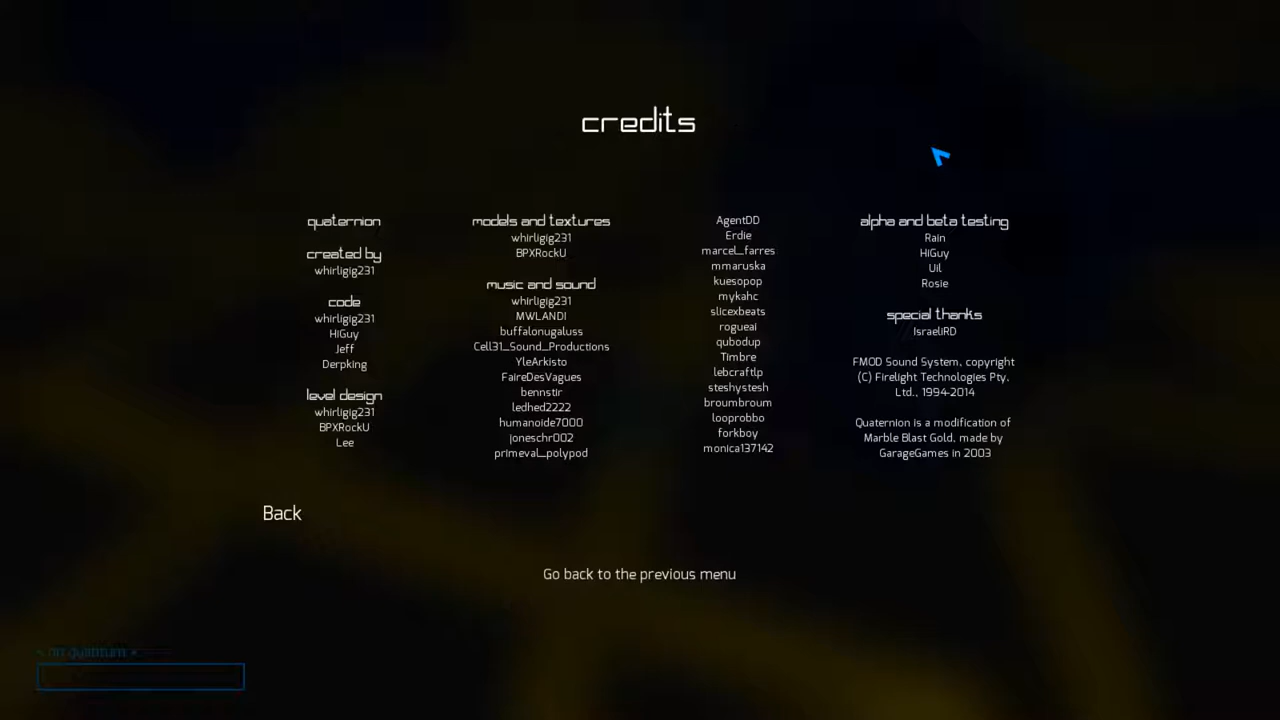 credits
quaternion
created by
whirligig231
code
whirligig231
HiGuy
Jeff
Derpking
level design
whirligig231
BPXRockU
Lee
models and textures
whirligig231
BPXRockU
music and sound
whirligig231
MWLANDI
buffalonugaluss
Cell31_Sound_Productions
YleArkisto
FaireDesVagues
bennstir
ledhed2222
humanoide7000
joneschr002
primeval_polypod
AgentDD
Erdie
marcel_farres
mmaruska
kuesopop
mykahc
slicexbeats
rogueai
qubodup
Timbre
lebcraftlp
steshystesh
broumbroum
looprobbo
forkboy
monica137142
alpha and beta testing
Rain
HiGuy
Uil
Rosie
special thanks
IsraeliRD
FMOD Sound System, copyright
(C) Firelight Technologies Pty.
Ltd., 1994-2014
Quaternion is a modification of
Marble Blast Gold, made by
GarageGames in 2003
Back
Go back to the previous menu